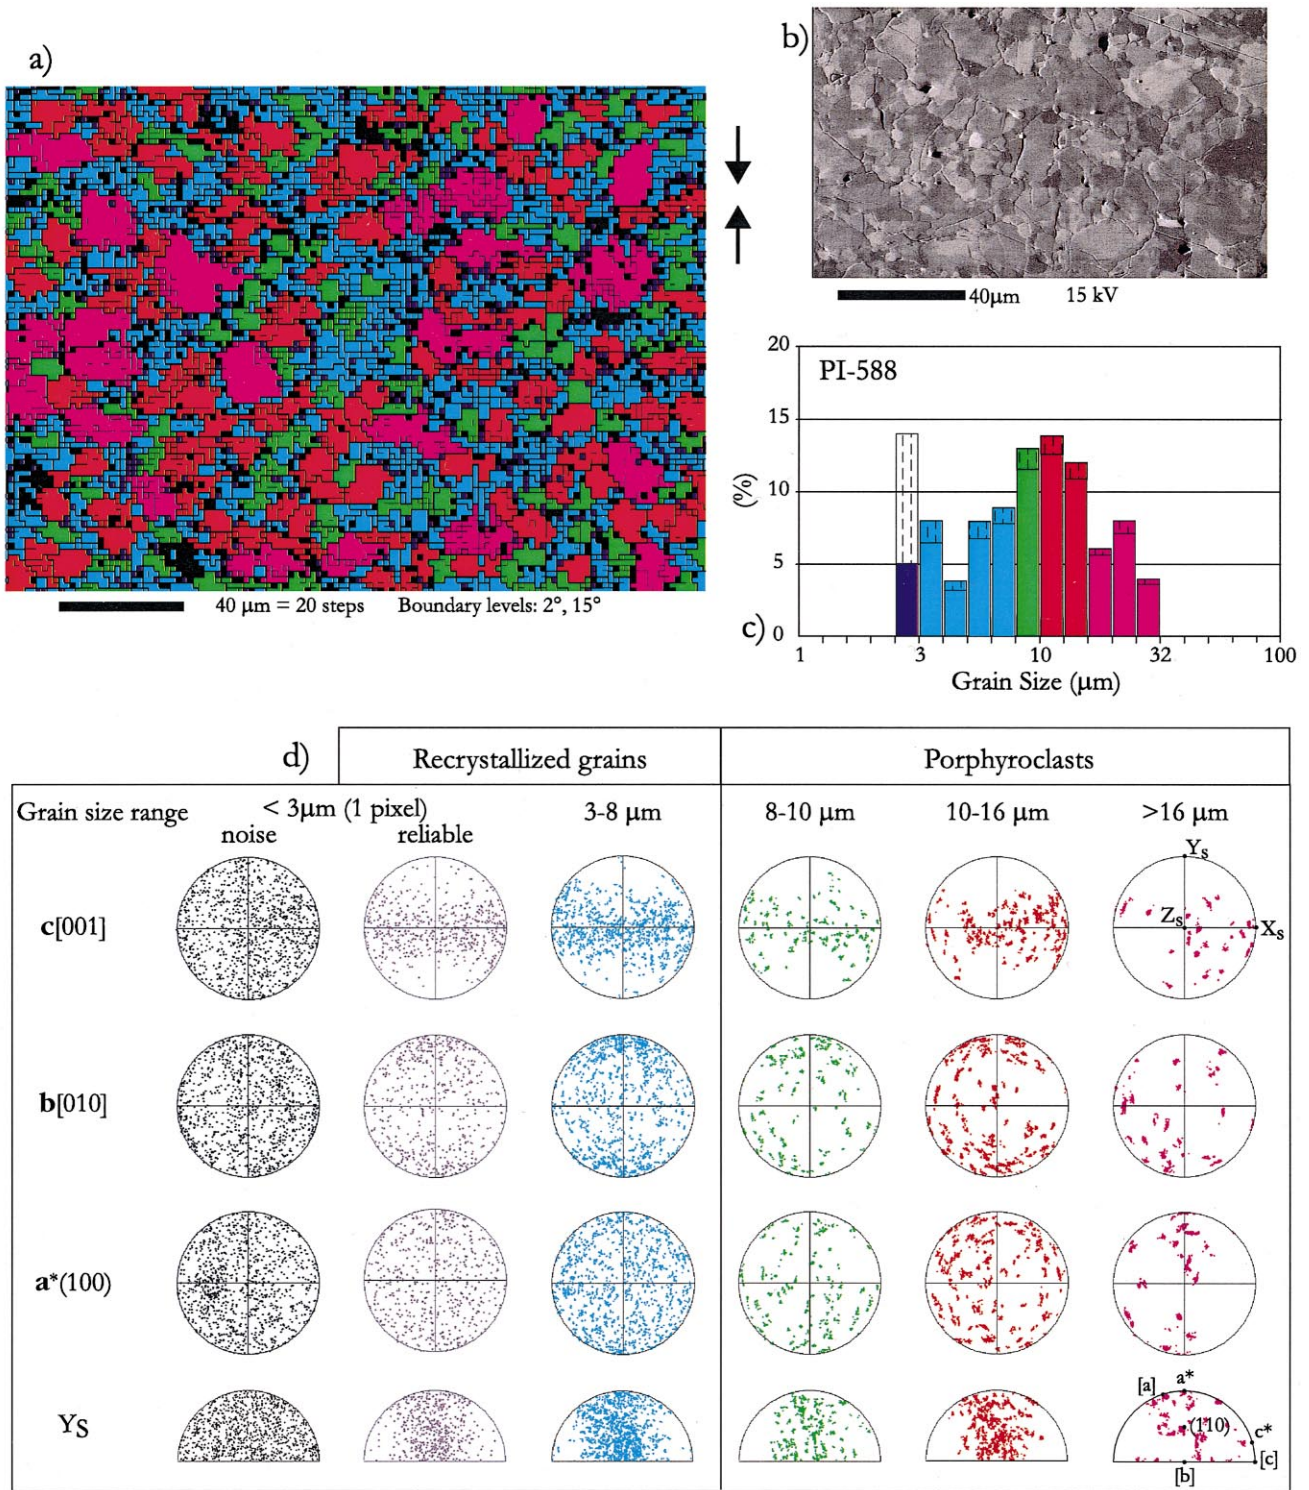 a)
b)
40μm 15 kV
40 μm = 20 steps Boundary levels: 2°, 15°
c)
PI-588
20
15
10
5
0
(%)
1 3 10 32 100
Grain Size (μm)
d)
Recrystallized grains Porphyroclasts
Grain size range < 3μm (1 pixel) 3-8 μm 8-10 μm 10-16 μm >16 μm
noise reliable
c[001]
Ys
Zs
Xs
b[010]
a*(100)
YS
[a] a*
(110)
c*
[b] [c]